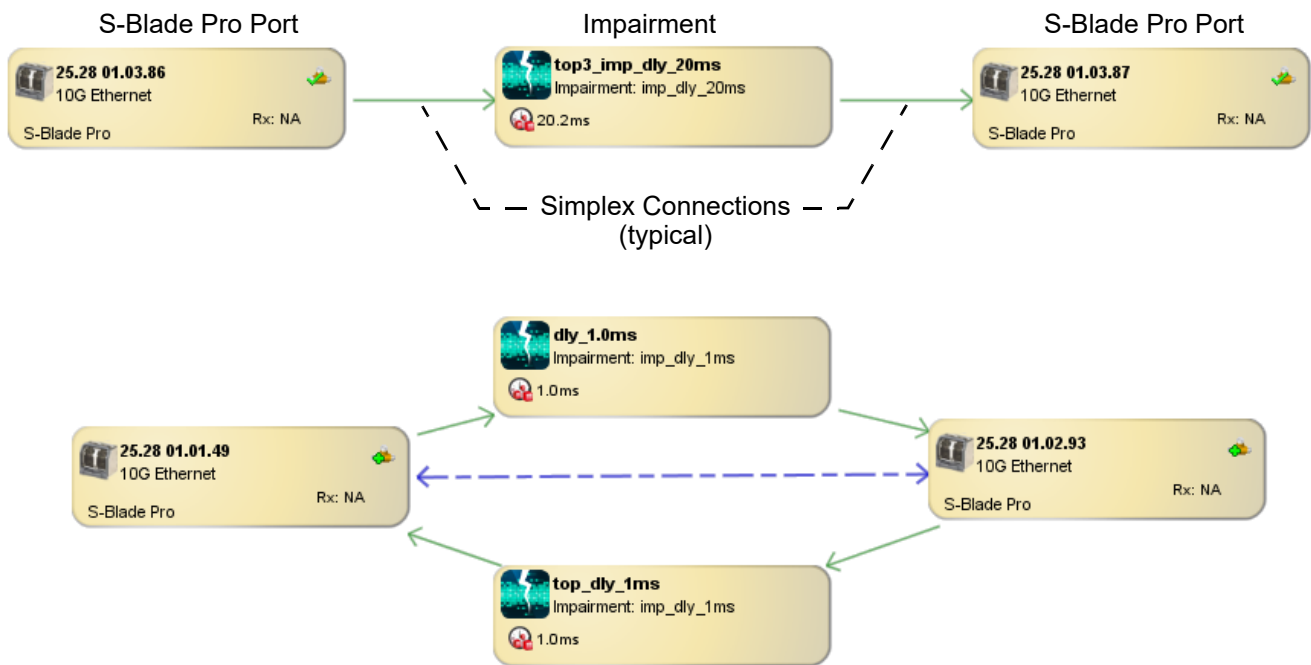 S-Blade Pro Port
Impairment
S-Blade Pro Port
25.28 01.03.86
10G Ethernet
Rx: NA
S-Blade Pro
top3_imp_dly_20ms
Impairment: imp_dly_20ms
20.2ms
25.28 01.03.87
10G Ethernet
Rx: NA
S-Blade Pro
Simplex Connections
(typical)
dly_1.0ms
Impairment: imp_dly_1ms
1.0ms
25.28 01.01.49
10G Ethernet
Rx: NA
S-Blade Pro
25.28 01.02.93
10G Ethernet
Rx: NA
S-Blade Pro
top_dly_1ms
Impairment: imp_dly_1ms
1.0ms